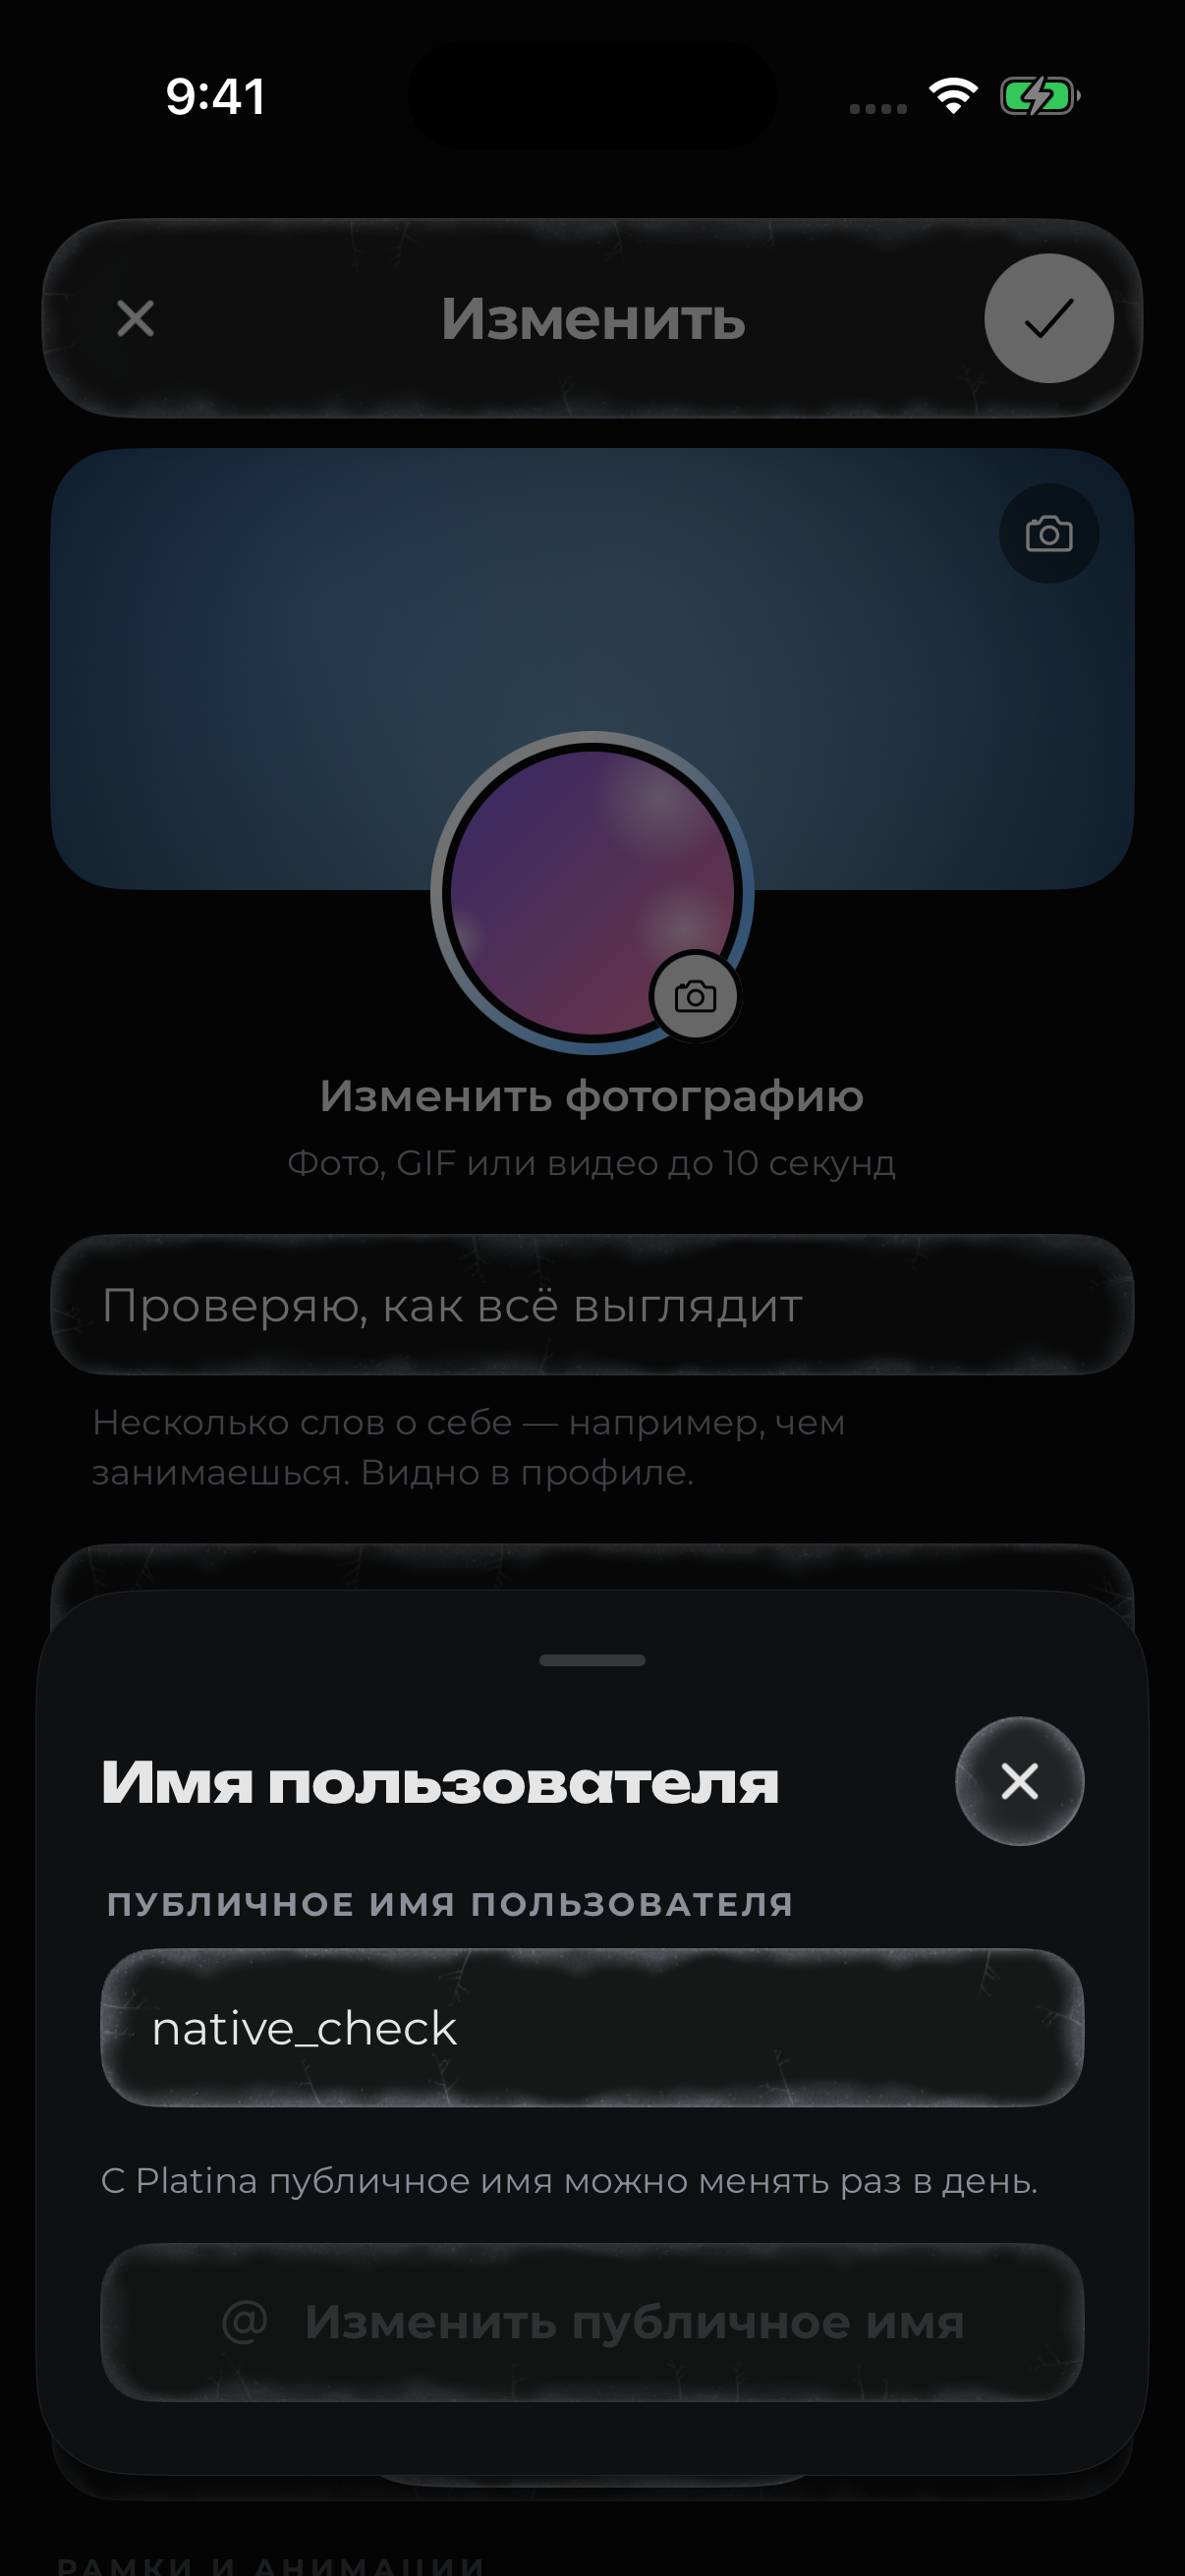 9:41
Изменить
Изменить фотографию
Фото, GIF или видео до 10 секунд
Проверяю, как всё выглядит
Несколько слов о себе — например, чем
занимаешься. Видно в профиле.
Имя пользователя
ПУБЛИЧНОЕ ИМЯ ПОЛЬЗОВАТЕЛЯ
native_check
С Platina публичное имя можно менять раз в день.
@ Изменить публичное имя
РАМКИ И АНИМАЦИИ